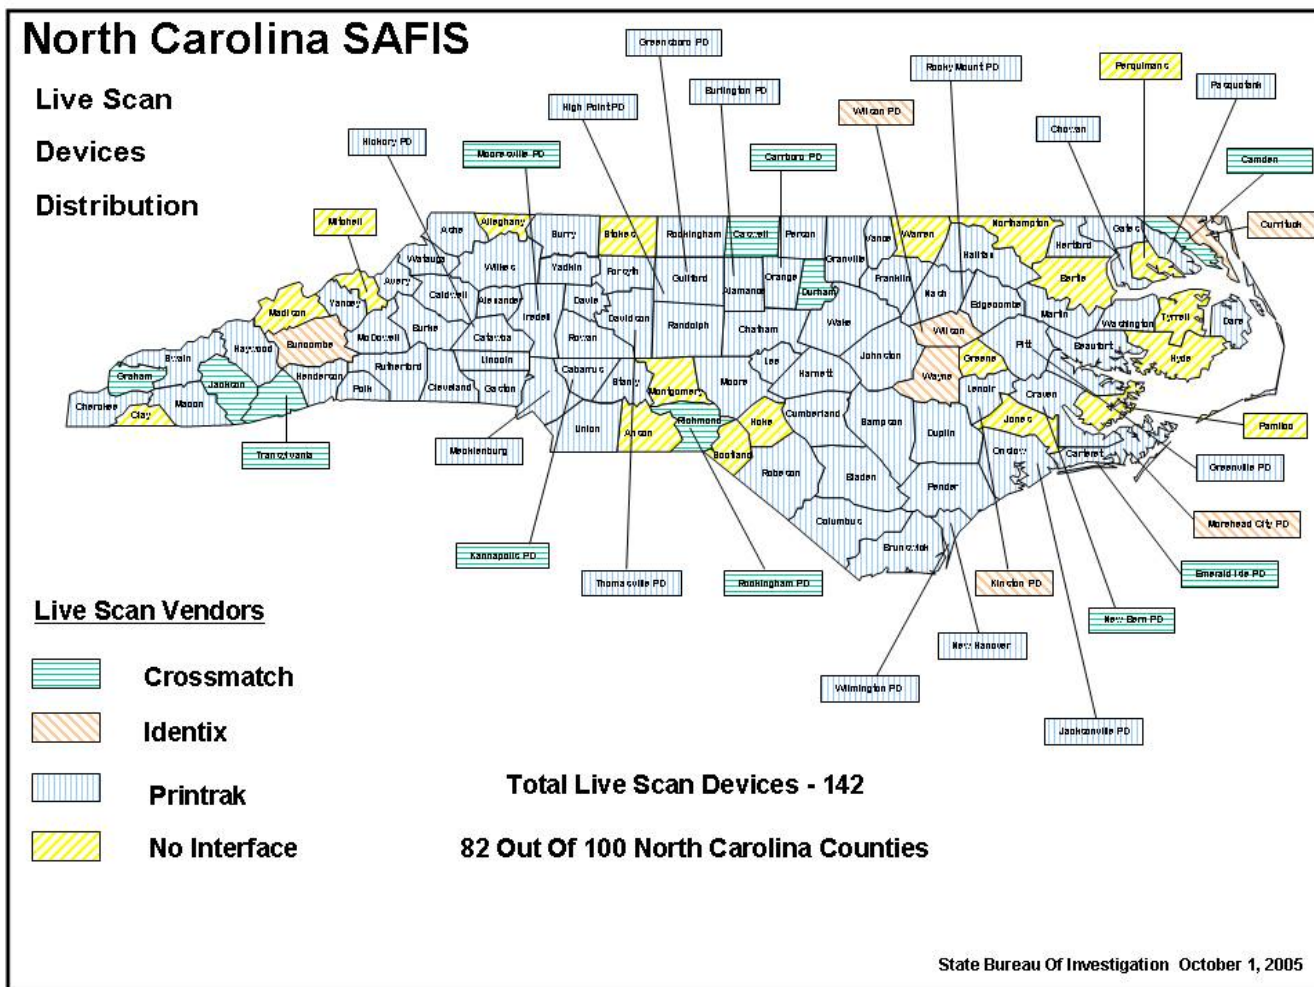 North Carolina SAFIS
Live Scan
Devices
Distribution
Greensboro PD
Rocky Mount PD
Perquimans
Pasquotank
Burlington PD
High Point PD
Wilson PD
Chowan
Hickory PD
Mooresville PD
Carrboro PD
Camden
Mitchell
Currituck
Ashe
Alleghany
Surry
Stokes
Rockingham
Caswell
Person
Granville
Vance
Warren
Northampton
Hertford
Gates
Halifax
Watauga
Wilkes
Yadkin
Forsyth
Guilford
Alamance
Orange
Durham
Franklin
Bertie
Avery
Caldwell
Alexander
Iredell
Davie
Davidson
Randolph
Chatham
Wake
Nash
Edgecombe
Martin
Washington
Tyrrell
Dare
Madison
Yancey
Burke
Catawba
Rowan
Wilson
Pitt
Beaufort
Hyde
Buncombe
McDowell
Lincoln
Lee
Johnston
Greene
Swain
Haywood
Rutherford
Cabarrus
Stanly
Montgomery
Moore
Harnett
Wayne
Lenoir
Craven
Graham
Jackson
Henderson
Polk
Cleveland
Gaston
Cherokee
Macon
Clay
Union
Anson
Richmond
Hoke
Cumberland
Sampson
Duplin
Jones
Pamlico
Transylvania
Mecklenburg
Scotland
Robeson
Bladen
Onslow
Carteret
Greenville PD
Pender
Columbus
Brunswick
Morehead City PD
Kannapolis PD
Thomasville PD
Rockingham PD
Kinston PD
Emerald Isle PD
New Bern PD
New Hanover
Wilmington PD
Jacksonville PD
Live Scan Vendors
Crossmatch
Identix
Printrak
No Interface
Total Live Scan Devices - 142
82 Out Of 100 North Carolina Counties
State Bureau Of Investigation October 1, 2005